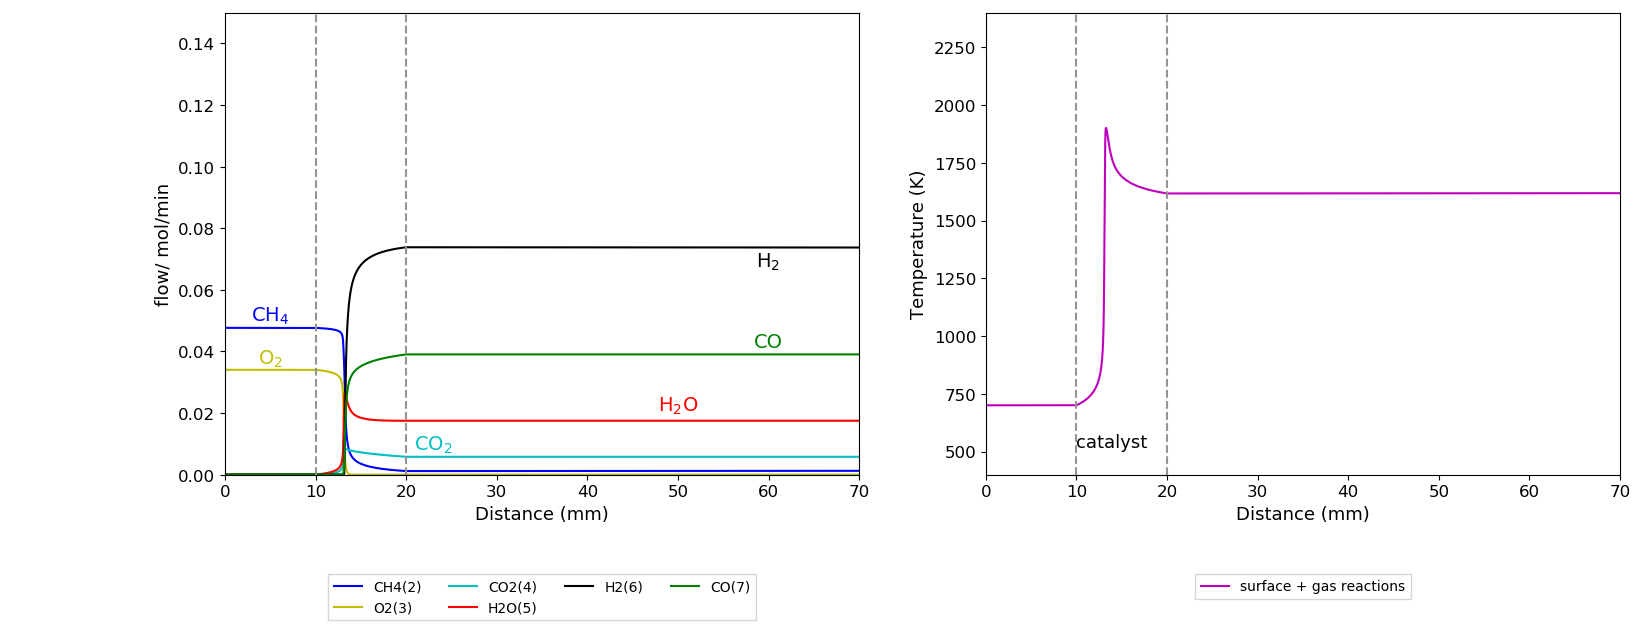 flow/ mol/min
0.14
0.12
0.10
0.08
0.06
0.04
0.02
0.00
CH₄
O₂
H₂
CO
H₂O
CO₂
0 10 20 30 40 50 60 70
Distance (mm)
CH4(2) CO2(4) H2(6) CO(7)
O2(3) H2O(5)
Temperature (K)
2250
2000
1750
1500
1250
1000
750
500
catalyst
0 10 20 30 40 50 60 70
Distance (mm)
surface + gas reactions